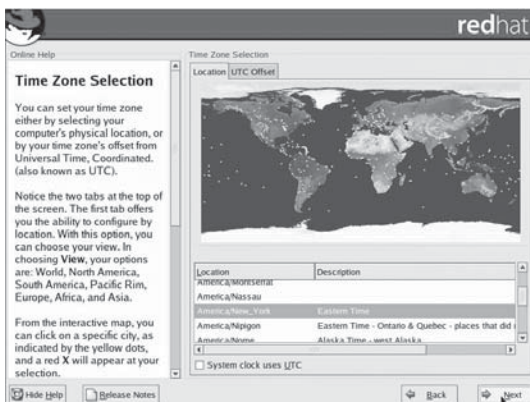 redhat
Online Help
Time Zone Selection
You can set your time zone
either by selecting your
computer's physical location, or
by your time zone's offset from
Universal Time, Coordinated.
(also known as UTC).
Notice the two tabs at the top of
the screen. The first tab offers
you the ability to configure by
location. With this option, you
can choose your view. In
choosing View, your options
are: World, North America,
South America, Pacific Rim,
Europe, Africa, and Asia.
From the interactive map, you
can click on a specific city, as
indicated by the yellow dots,
and a red X will appear at your
selection.
Time Zone Selection
Location UTC Offset
Location Description
America/Montserrat
America/Nassau
America/New_York Eastern Time
America/Nipigon Eastern Time - Ontario & Quebec - places that did
America/Nome Alaska Time - west Alaska
System clock uses UTC
Hide Help Release Notes Back Next